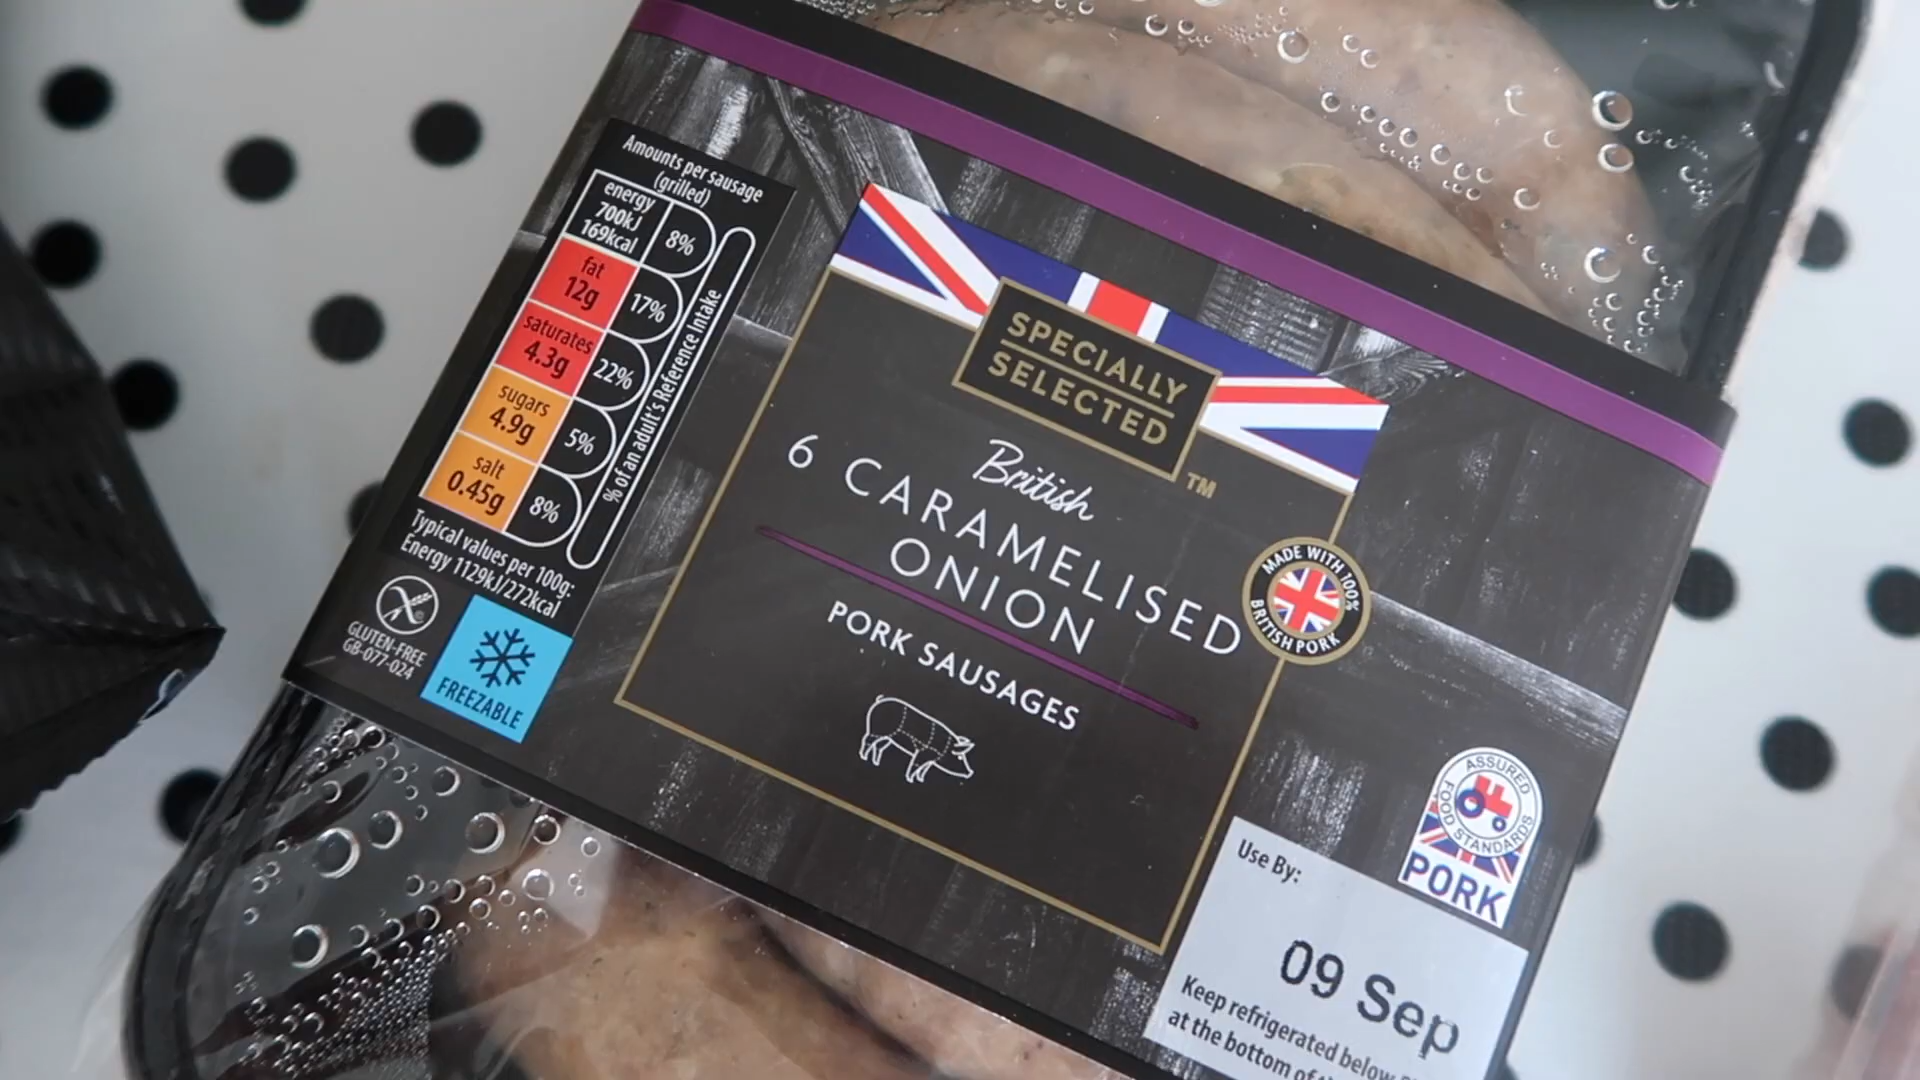 Amounts per sausage
(grilled)
energy
700kJ
169kcal
8%
fat
12g
17%
saturates
4.3g
22%
sugars
4.9g
5%
salt
0.45g
8%
% of an adult's Reference Intake
Typical values per 100g:
Energy 1129kJ/272kcal
GLUTEN-FREE
GB-077-024
FREEZABLE
SPECIALLY
SELECTED
TM
British
6 CARAMELISED
ONION
PORK SAUSAGES
MADE WITH 100%
BRITISH PORK
ASSURED
FOOD STANDARDS
PORK
Use By:
09 Sep
Keep refrigerated below
at the bottom of